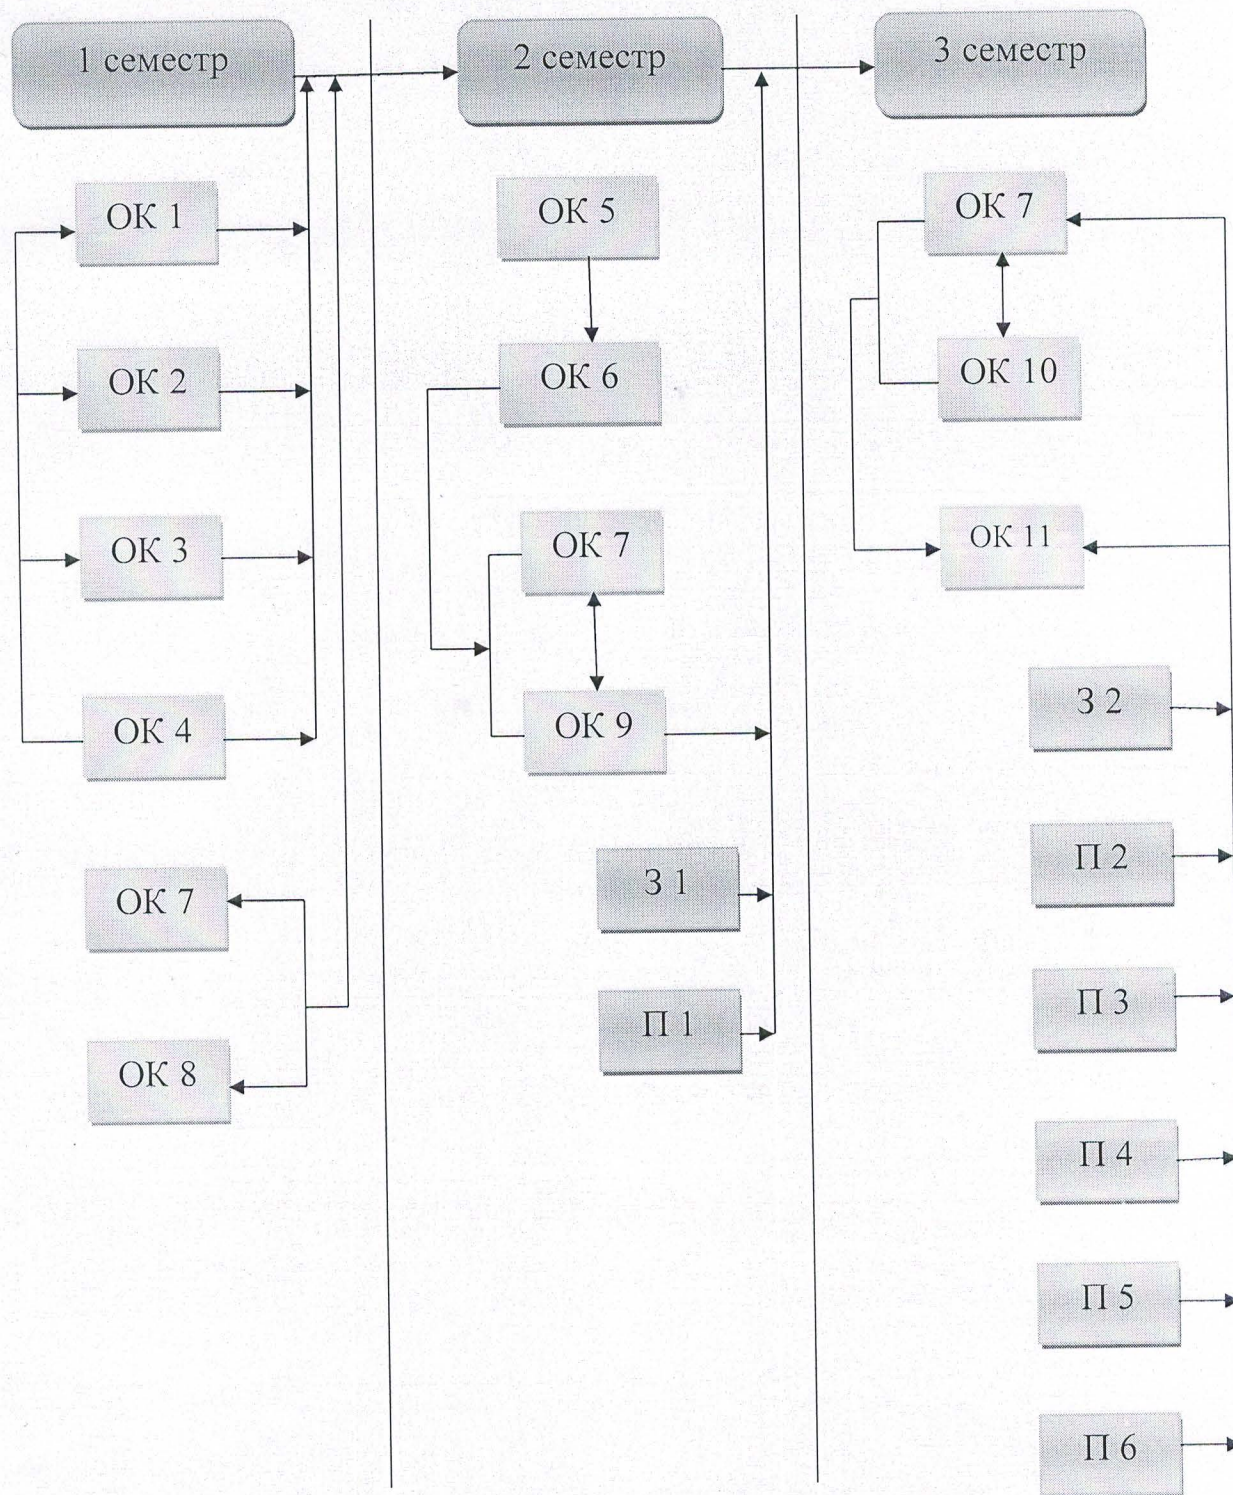 1 семестр
2 семестр
3 семестр
ОК 1
ОК 2
ОК 3
ОК 4
ОК 7
ОК 8
ОК 5
ОК 6
ОК 7
ОК 9
З 1
П 1
ОК 7
ОК 10
ОК 11
З 2
П 2
П 3
П 4
П 5
П 6